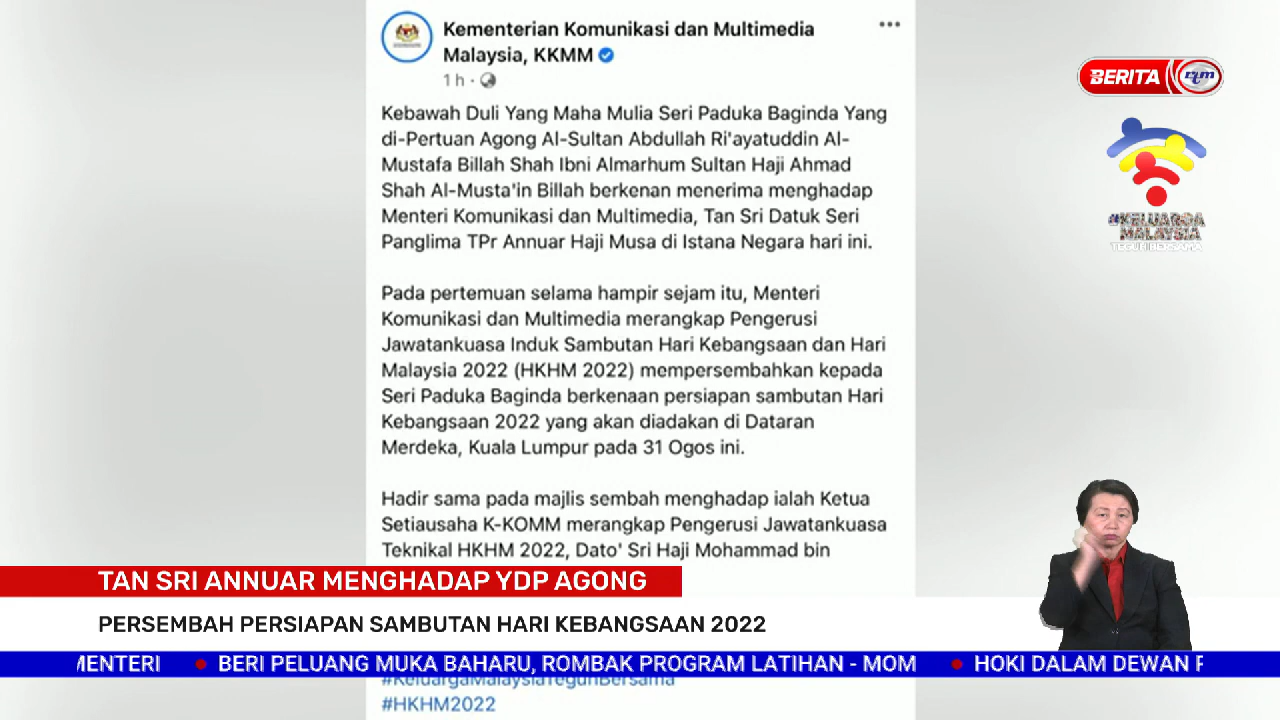 Kementerian Komunikasi dan Multimedia
Malaysia, KKMM
1 h ·
Kebawah Duli Yang Maha Mulia Seri Paduka Baginda Yang
di-Pertuan Agong Al-Sultan Abdullah Ri'ayatuddin Al-
Mustafa Billah Shah Ibni Almarhum Sultan Haji Ahmad
Shah Al-Musta'in Billah berkenan menerima menghadap
Menteri Komunikasi dan Multimedia, Tan Sri Datuk Seri
Panglima TPr Annuar Haji Musa di Istana Negara hari ini.
Pada pertemuan selama hampir sejam itu, Menteri
Komunikasi dan Multimedia merangkap Pengerusi
Jawatankuasa Induk Sambutan Hari Kebangsaan dan Hari
Malaysia 2022 (HKHM 2022) mempersembahkan kepada
Seri Paduka Baginda berkenaan persiapan sambutan Hari
Kebangsaan 2022 yang akan diadakan di Dataran
Merdeka, Kuala Lumpur pada 31 Ogos ini.
Hadir sama pada majlis sembah menghadap ialah Ketua
Setiausaha K-KOMM merangkap Pengerusi Jawatankuasa
Teknikal HKHM 2022, Dato' Sri Haji Mohammad bin
BERITA rtm
#KELUARGA
MALAYSIA
TEGUH BERSAMA
TAN SRI ANNUAR MENGHADAP YDP AGONG
PERSEMBAH PERSIAPAN SAMBUTAN HARI KEBANGSAAN 2022
MENTERI • BERI PELUANG MUKA BAHARU, ROMBAK PROGRAM LATIHAN - MOM • HOKI DALAM DEWAN
#KeluargaMalaysiaTeguhBersama
#HKHM2022